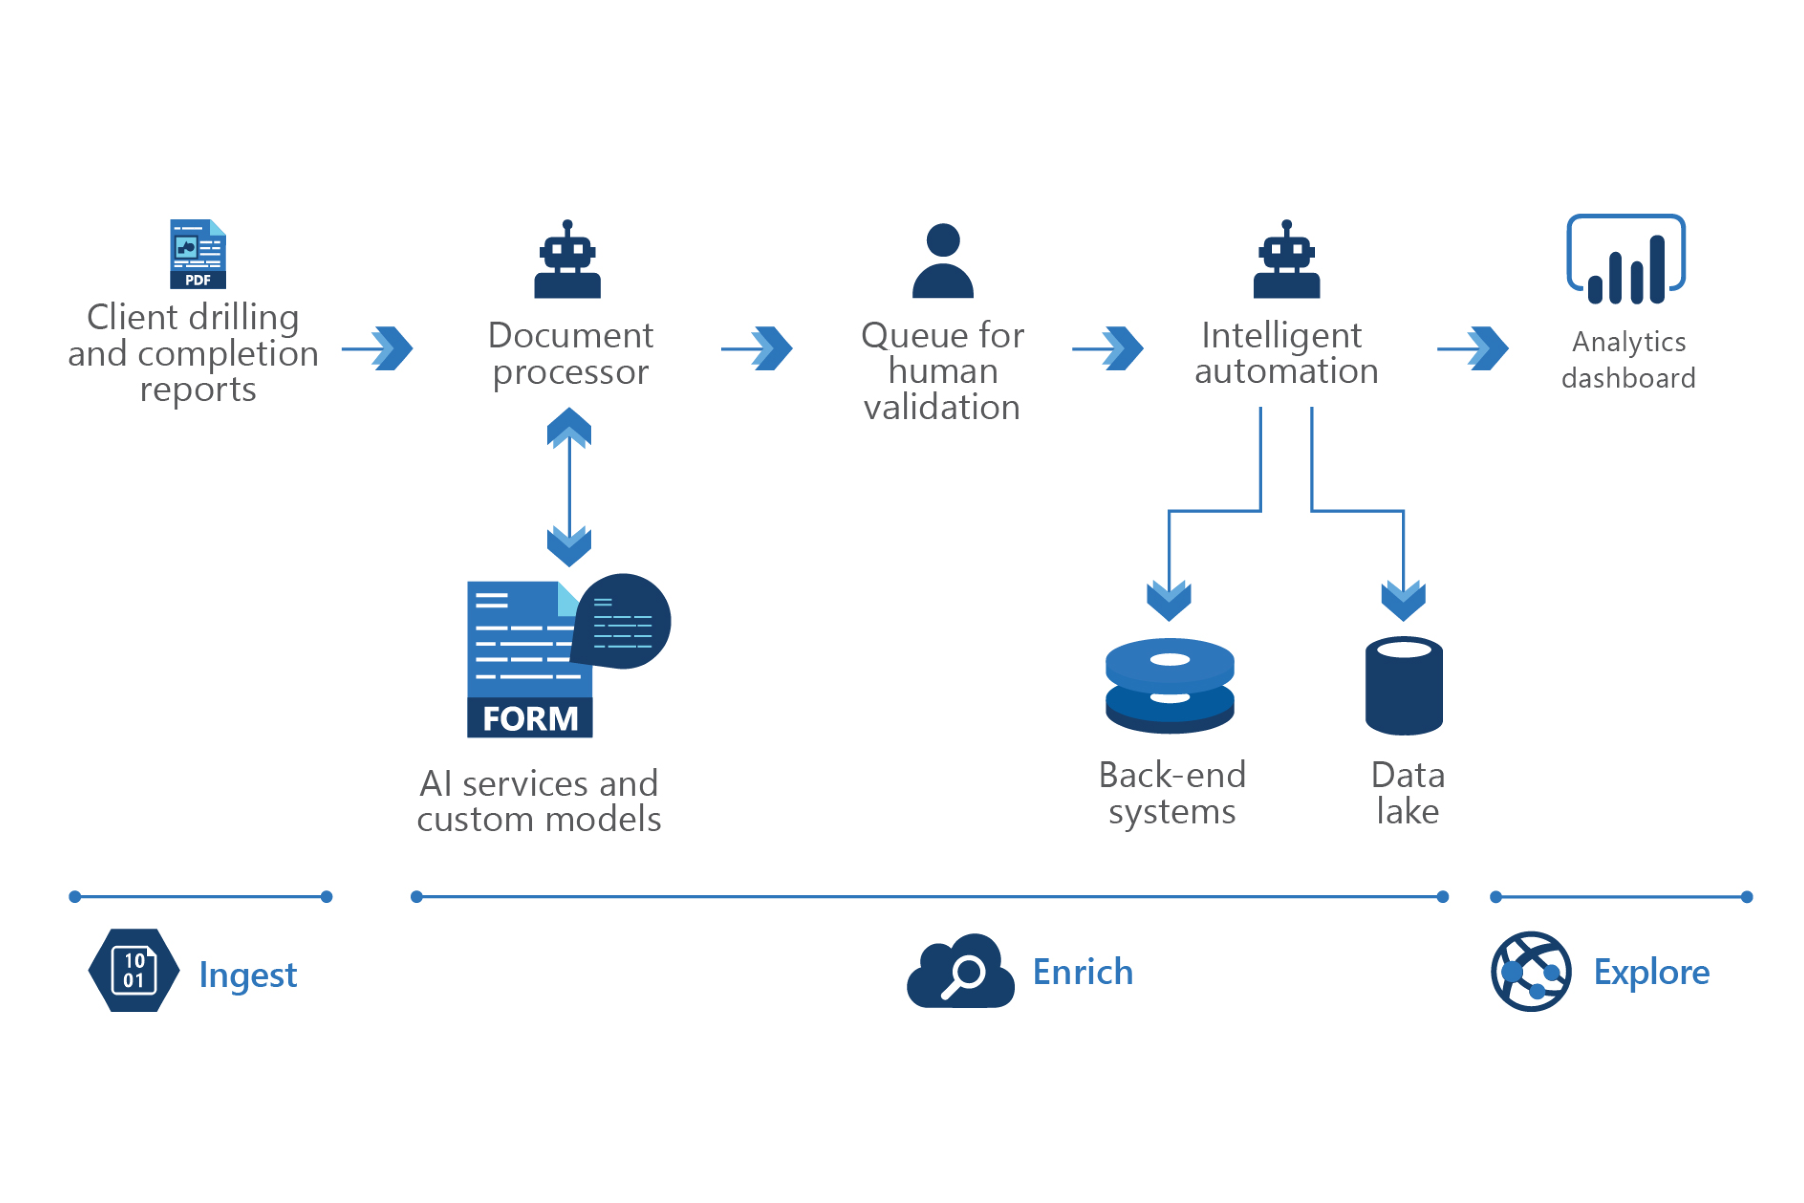 PDF
Client drilling
and completion
reports
Document
processor
Queue for
human
validation
Intelligent
automation
Analytics
dashboard
FORM
AI services and
custom models
Back-end
systems
Data
lake
10
01
Ingest
Enrich
Explore